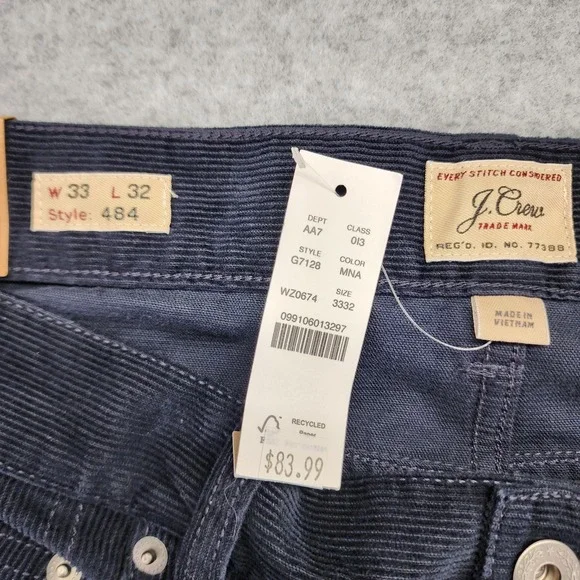 W 33 L 32
Style: 484
DEPT CLASS
AA7 013
STYLE COLOR
G7128 MNA
SIZE
WZ0674 3332
099106013297
RECYCLED
$83.99
EVERY STITCH CONSIDERED
J. Crew
TRADE MARK
REG'D. ID. NO. 77388
MADE IN
VIETNAM